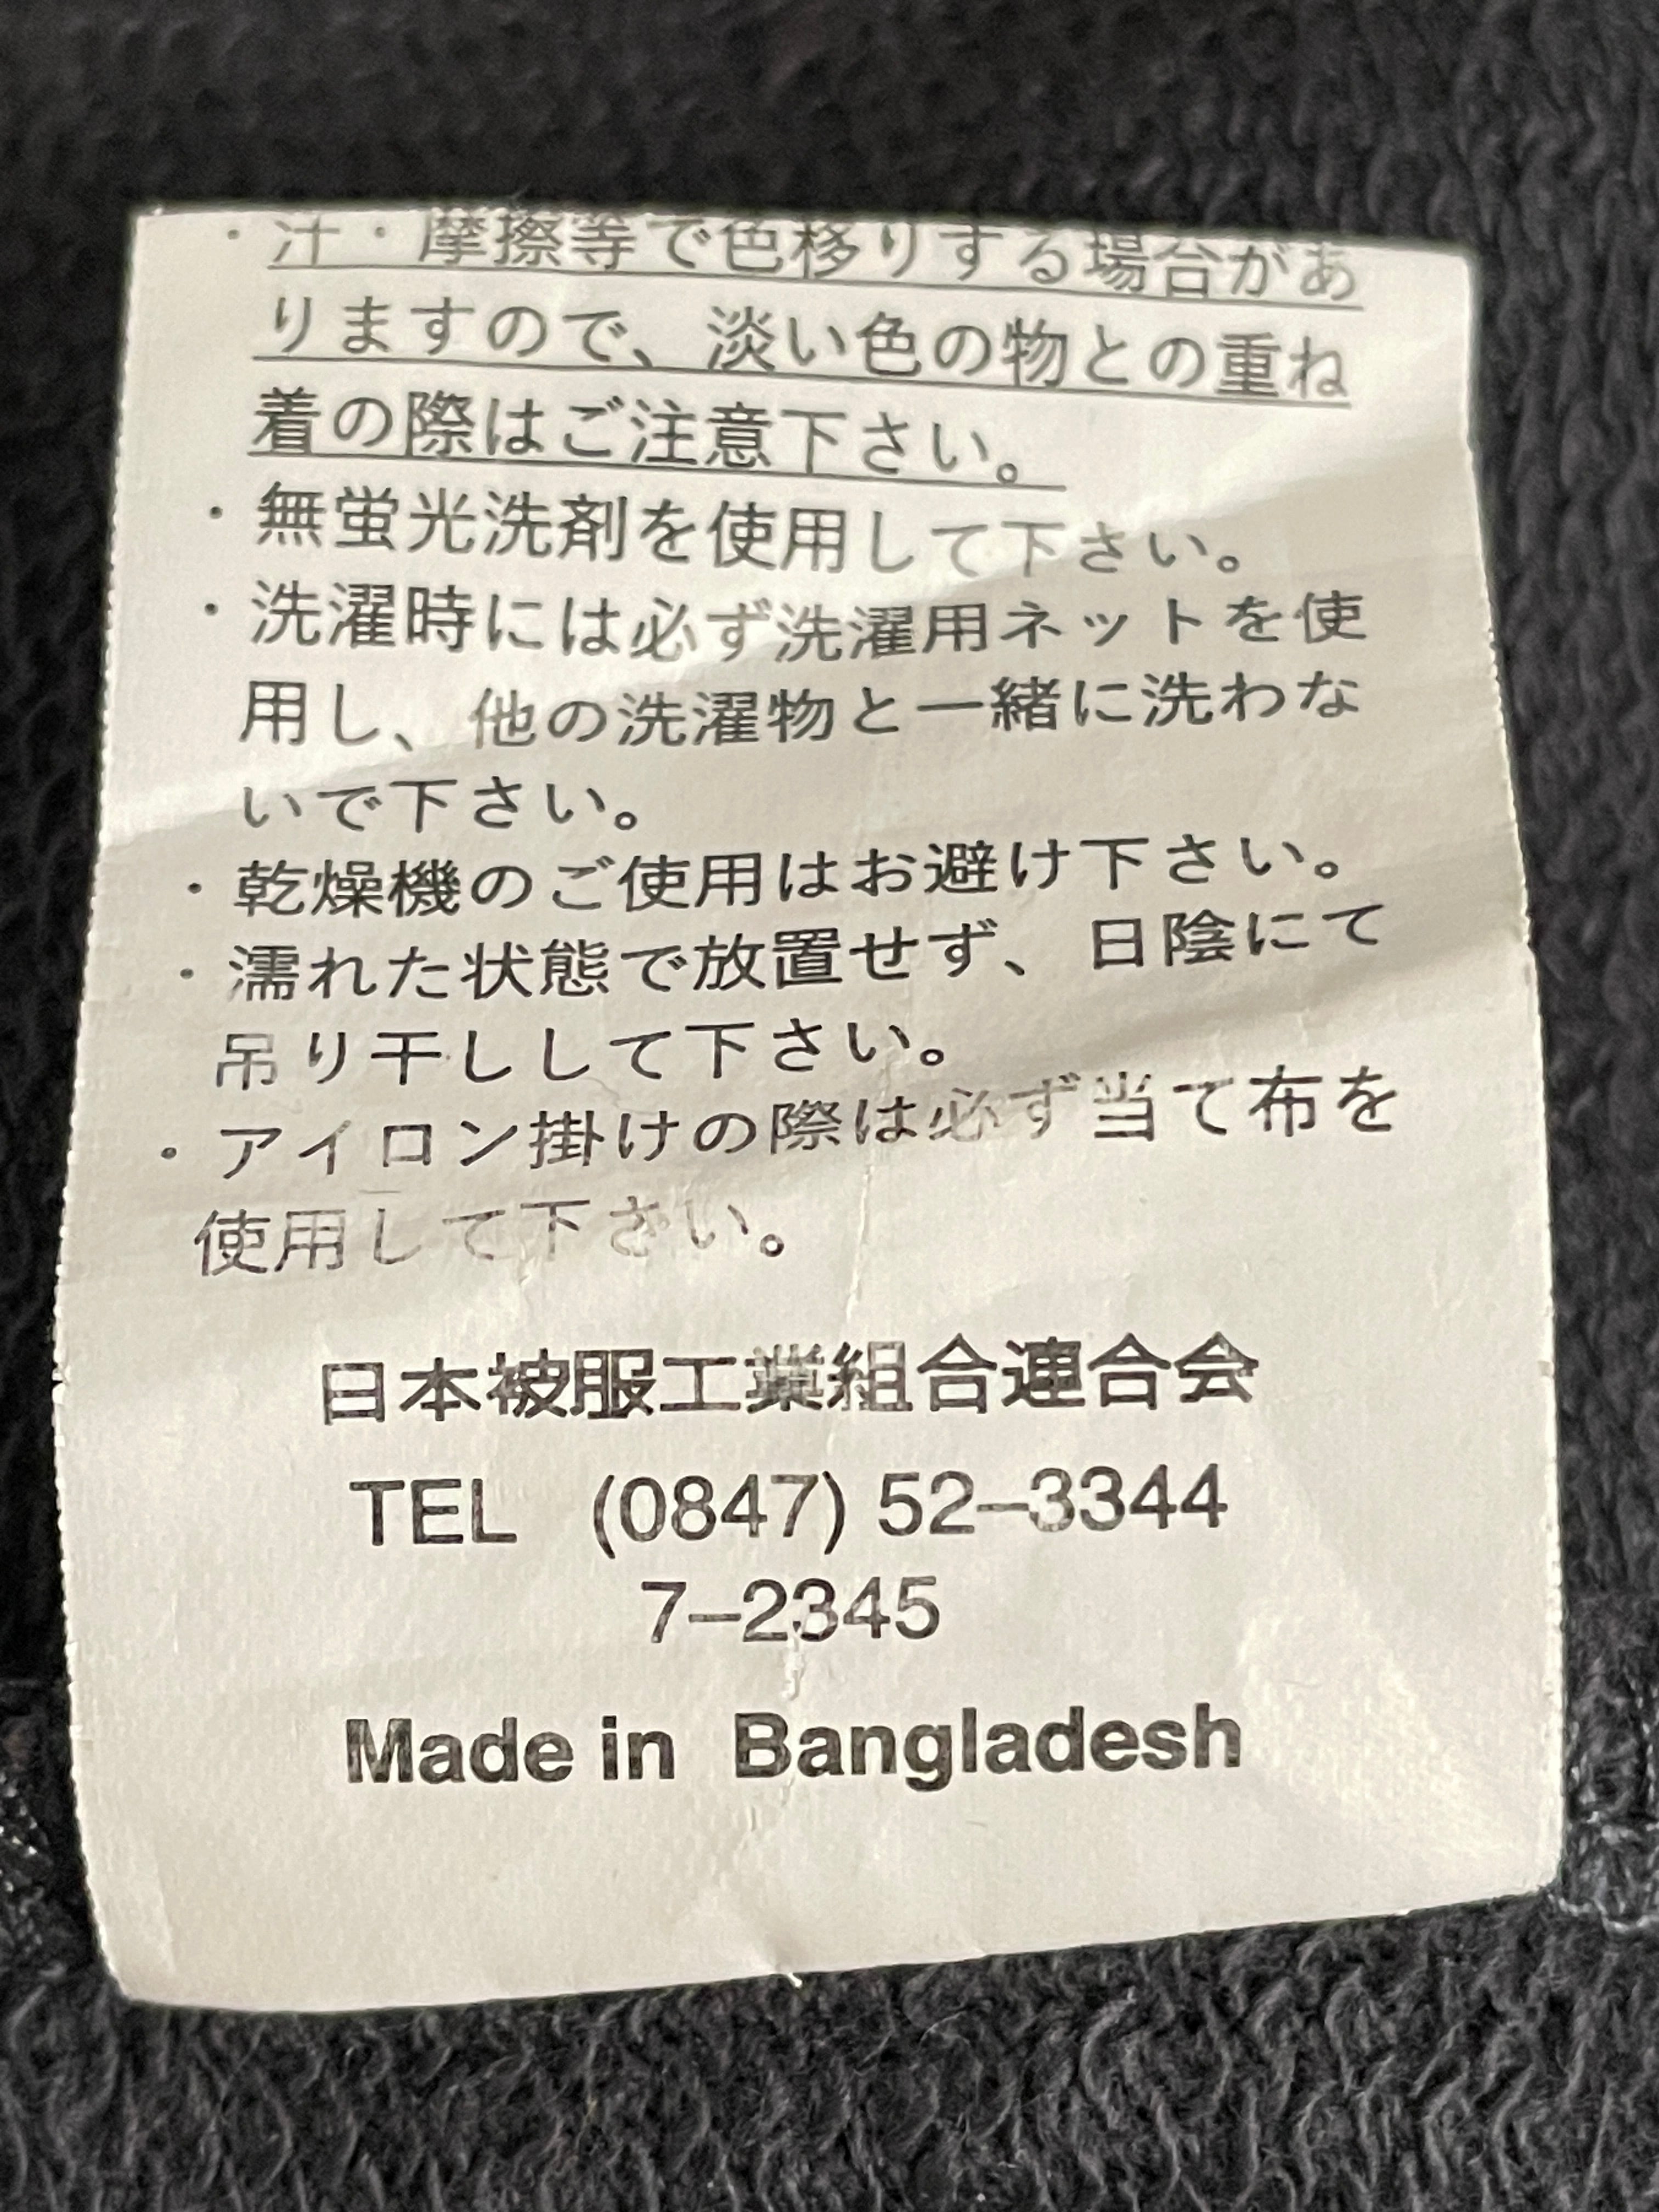 ・汗・摩擦等で色移りする場合があ
りますので、淡い色の物との重ね
着の際はご注意下さい。
・無蛍光洗剤を使用して下さい。
・洗濯時には必ず洗濯用ネットを使
用し、他の洗濯物と一緒に洗わな
いで下さい。
・乾燥機のご使用はお避け下さい。
・濡れた状態で放置せず、日陰にて
吊り干しして下さい。
・アイロン掛けの際は必ず当て布を
使用して下さい。
日本被服工業組合連合会
TEL (0847) 52–3344
7–2345
Made in Bangladesh